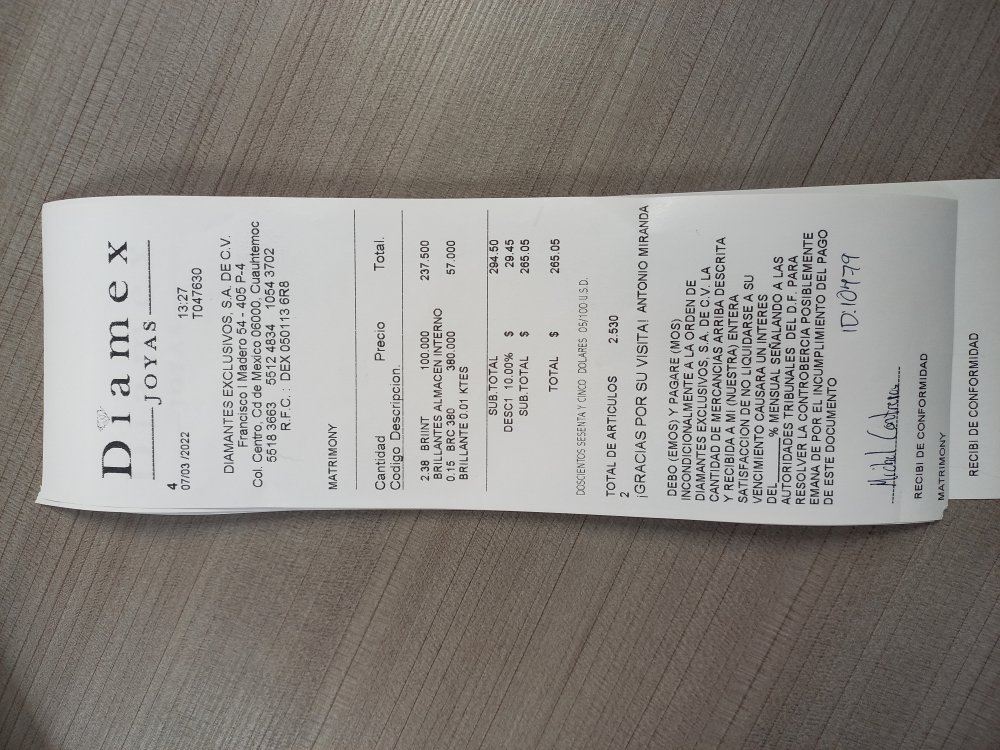 Diamex
JOYAS
4
07/03/2022 13:27
T047630
DIAMANTES EXCLUSIVOS, S.A. DE C.V.
Francisco I Madero 54 - 405 P-4
Col. Centro, Cd de Mexico 060000, Cuauhtemoc
5518 3663 5512 4834 1054 3702
R.F.C. : DEX 050113 6R8
MATRIMONY
Cantidad Precio Total.
Codigo Descripcion.
2.38 BRIINT 100.000 237.500
BRILLANTES ALMACEN INTERNO
0.15 BRC 380 380.000 57.000
BRILLANTE 0.01 KTES
SUB.TOTAL 294.50
DESC1 10.00% $ 29.45
SUB.TOTAL $ 265.05
TOTAL $ 265.05
DOSCIENTOS SESENTA Y CINCO DOLARES 05/100-U.S.D.
TOTAL DE ARTICULOS 2.530
2
¡GRACIAS POR SU VISITA! ANTONIO MIRANDA
DEBO (EMOS) Y PAGARE (MOS)
INCONDICIONALMENTE A LA ORDEN DE
DIAMANTES EXCLUSIVOS, S.A. DE C.V. LA
CANTIDAD DE MERCANCIAS ARRIBA DESCRITA
Y RECIBIDA A MI (NUESTRA) ENTERA
SATISFACCION DE NO LIQUIDARSE A SU
VENCIMIENTO CAUSARA UN INTERES
DEL______% MENSUAL SEÑALANDO A LAS
AUTORIDADES TRIBUNALES DEL D.F. PARA
RESOLVER LA CONTROBERCIA POSIBLEMENTE
EMANA DE POR EL INCUMPLIMIENTO DEL PAGO
DE ESTE DOCUMENTO
ID.10479
Michel
RECIBI DE CONFORMIDAD
MATRIMONY
RECIBI DE CONFORMIDAD